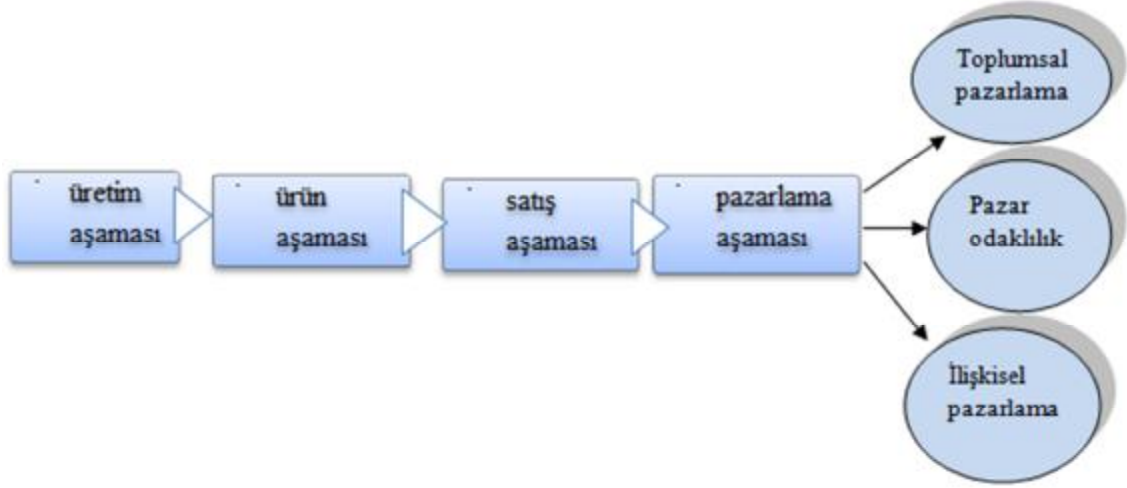 üretim
aşaması
ürün
aşaması
satış
aşaması
pazarlama
aşaması
Toplumsal
pazarlama
Pazar
odaklılık
İlişkisel
pazarlama